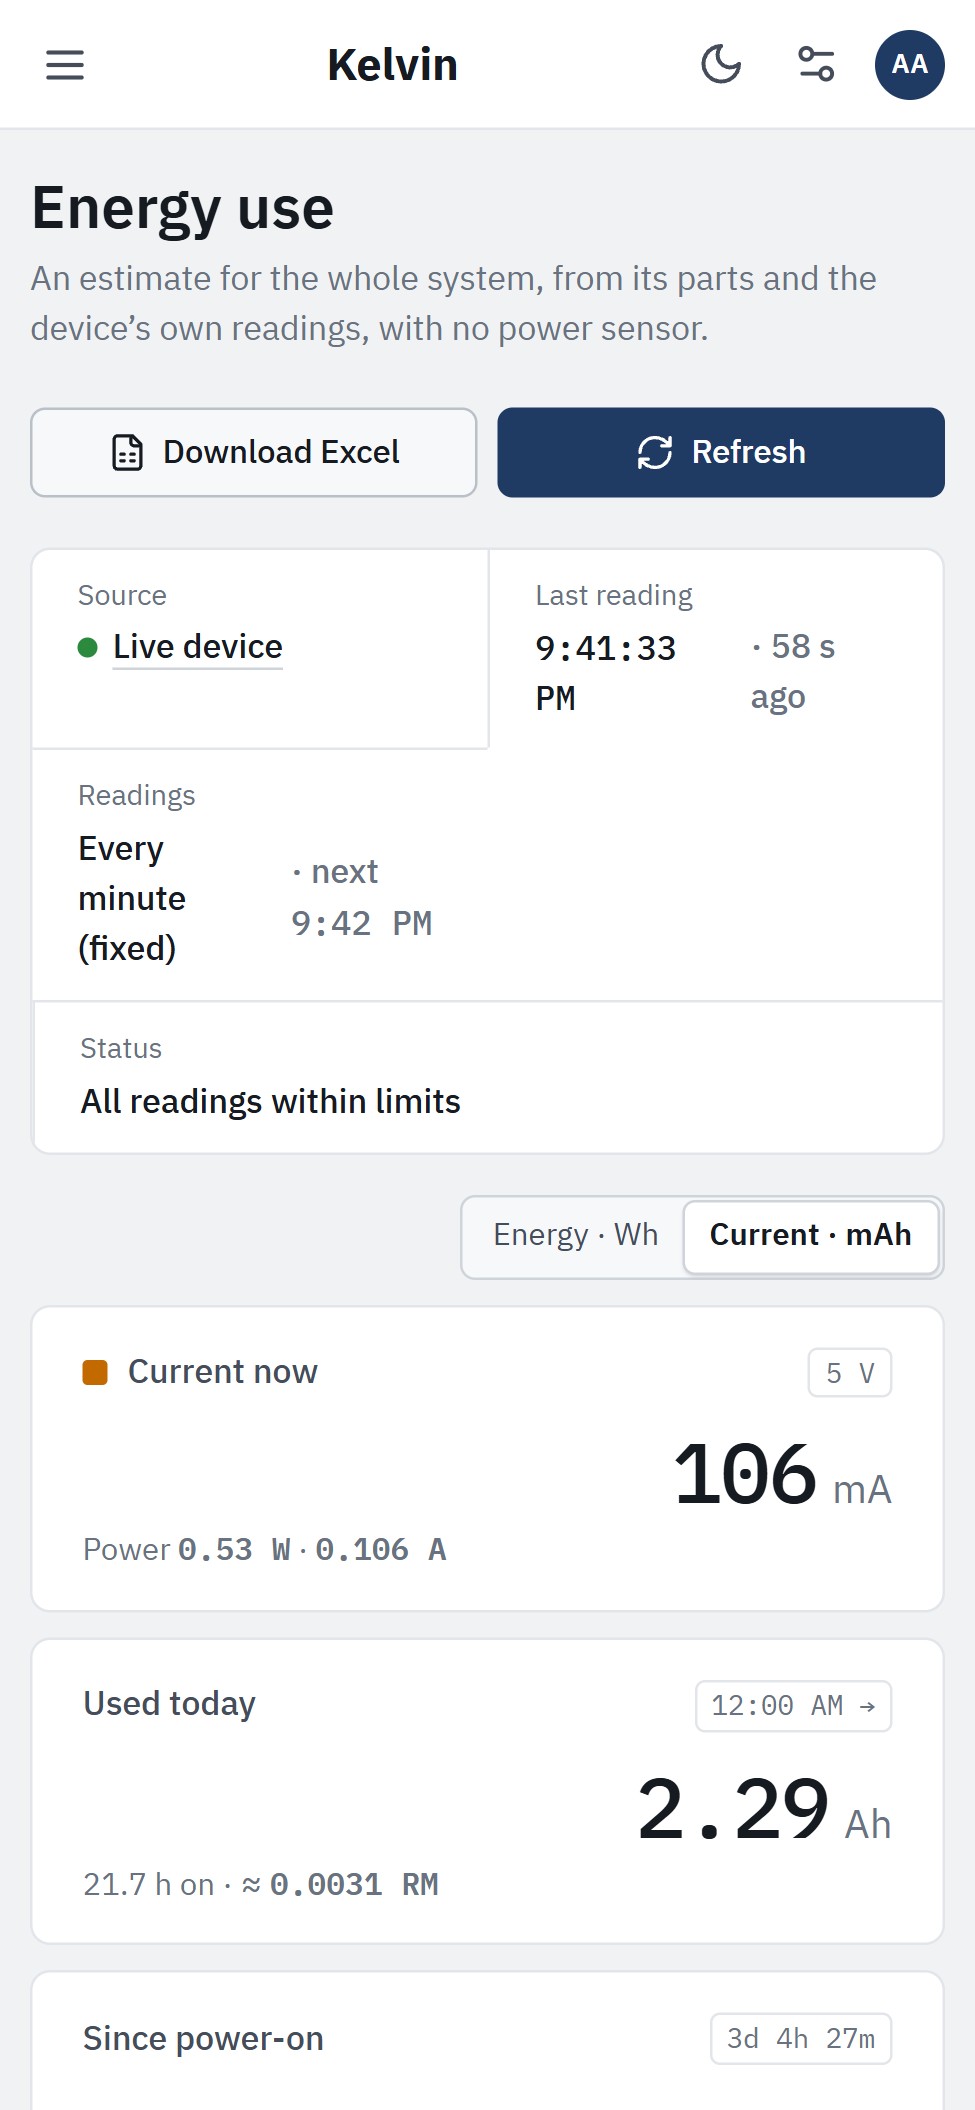 Kelvin
AA
Energy use
An estimate for the whole system, from its parts and the
device’s own readings, with no power sensor.
Download Excel
Refresh
Source
Live device
Last reading
9:41:33
PM
· 58 s
ago
Readings
Every
minute
(fixed)
· next
9:42 PM
Status
All readings within limits
Energy · Wh
Current · mAh
Current now
5 V
106 mA
Power 0.53 W · 0.106 A
Used today
12:00 AM →
2.29 Ah
21.7 h on · ≈ 0.0031 RM
Since power-on
3d 4h 27m